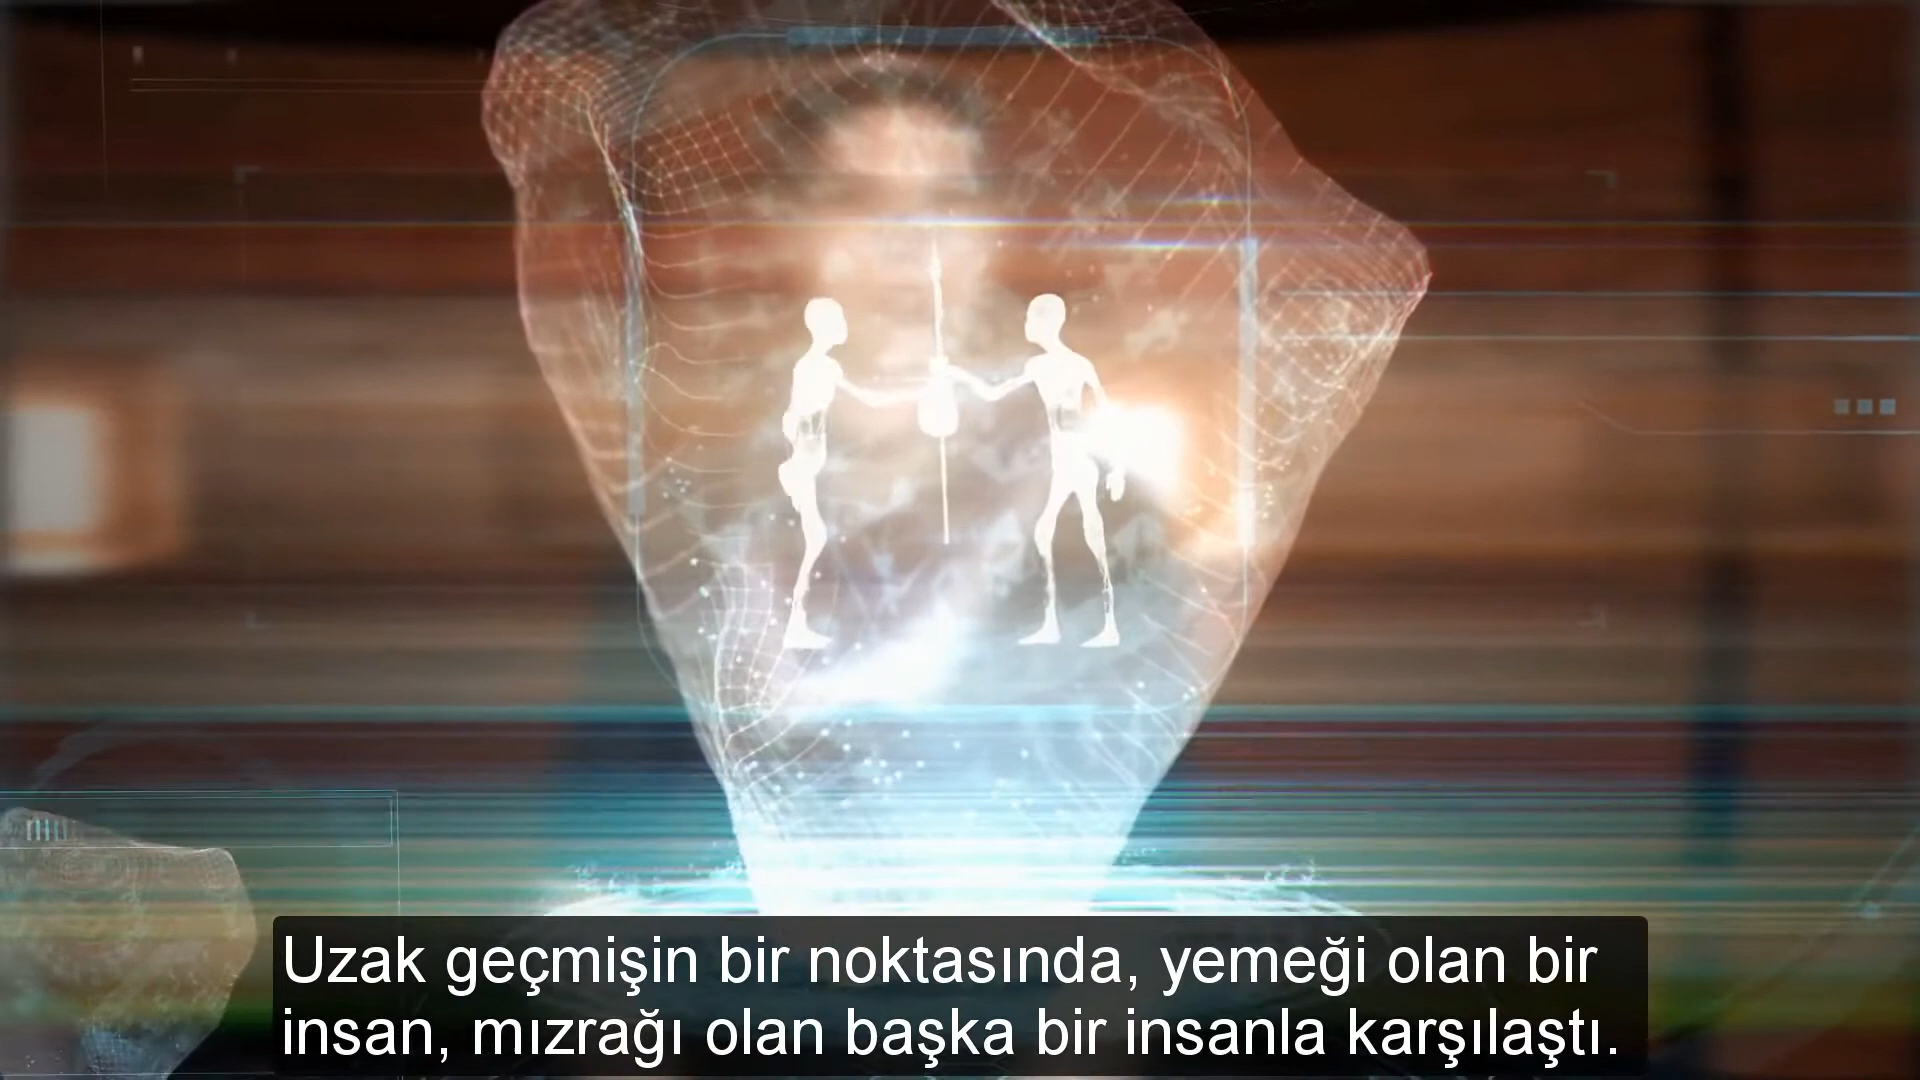 Uzak geçmişin bir noktasında, yemeği olan bir
insan, mızrağı olan başka bir insanla karşılaştı.